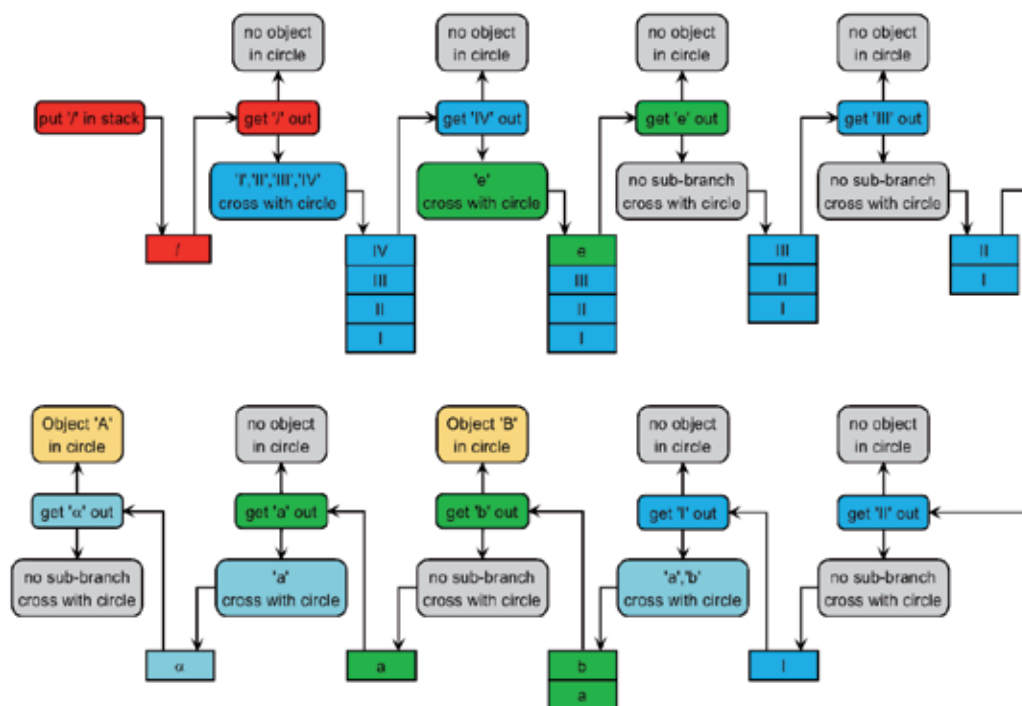 no object
in circle
no object
in circle
no object
in circle
no object
in circle
put '/' in stack
get '/' out
get 'IV' out
get 'e' out
get 'III' out
'I','II','III','IV'
cross with circle
'e'
cross with circle
no sub-branch
cross with circle
no sub-branch
cross with circle
/
IV
III
II
I
e
III
II
I
III
II
I
II
I
Object 'A'
in circle
no object
in circle
Object 'B'
in circle
no object
in circle
no object
in circle
get 'α' out
get 'a' out
get 'b' out
get 'I' out
get 'II' out
no sub-branch
cross with circle
'a'
cross with circle
no sub-branch
cross with circle
'a','b'
cross with circle
no sub-branch
cross with circle
α
a
b
a
I